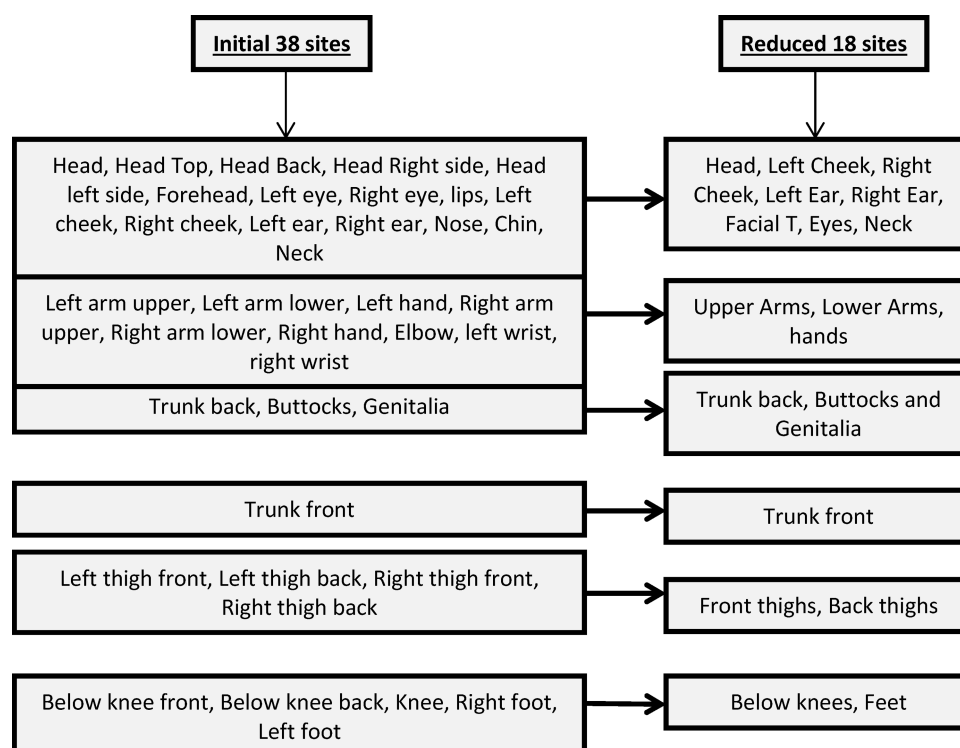 Initial 38 sites
Reduced 18 sites
Head, Head Top, Head Back, Head Right side, Head
left side, Forehead, Left eye, Right eye, lips, Left
cheek, Right cheek, Left ear, Right ear, Nose, Chin,
Neck
Head, Left Cheek, Right
Cheek, Left Ear, Right Ear,
Facial T, Eyes, Neck
Left arm upper, Left arm lower, Left hand, Right arm
upper, Right arm lower, Right hand, Elbow, left wrist,
right wrist
Upper Arms, Lower Arms,
hands
Trunk back, Buttocks, Genitalia
Trunk back, Buttocks and
Genitalia
Trunk front
Trunk front
Left thigh front, Left thigh back, Right thigh front,
Right thigh back
Front thighs, Back thighs
Below knee front, Below knee back, Knee, Right foot,
Left foot
Below knees, Feet